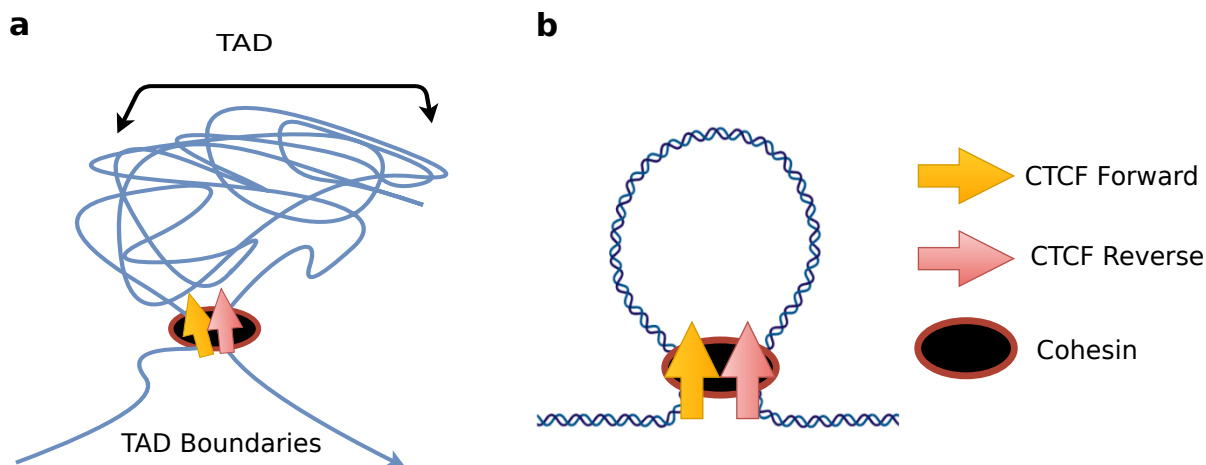 a
TAD
TAD Boundaries
b
CTCF Forward
CTCF Reverse
Cohesin